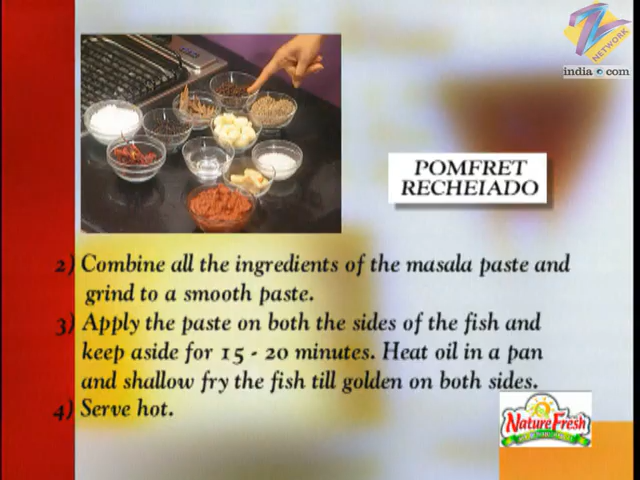 Z
NETWORK
india.com
POMFRET
RECHEIADO
2) Combine all the ingredients of the masala paste and
grind to a smooth paste.
3) Apply the paste on both the sides of the fish and
keep aside for 15 - 20 minutes. Heat oil in a pan
and shallow fry the fish till golden on both sides.
4) Serve hot.
Nature Fresh